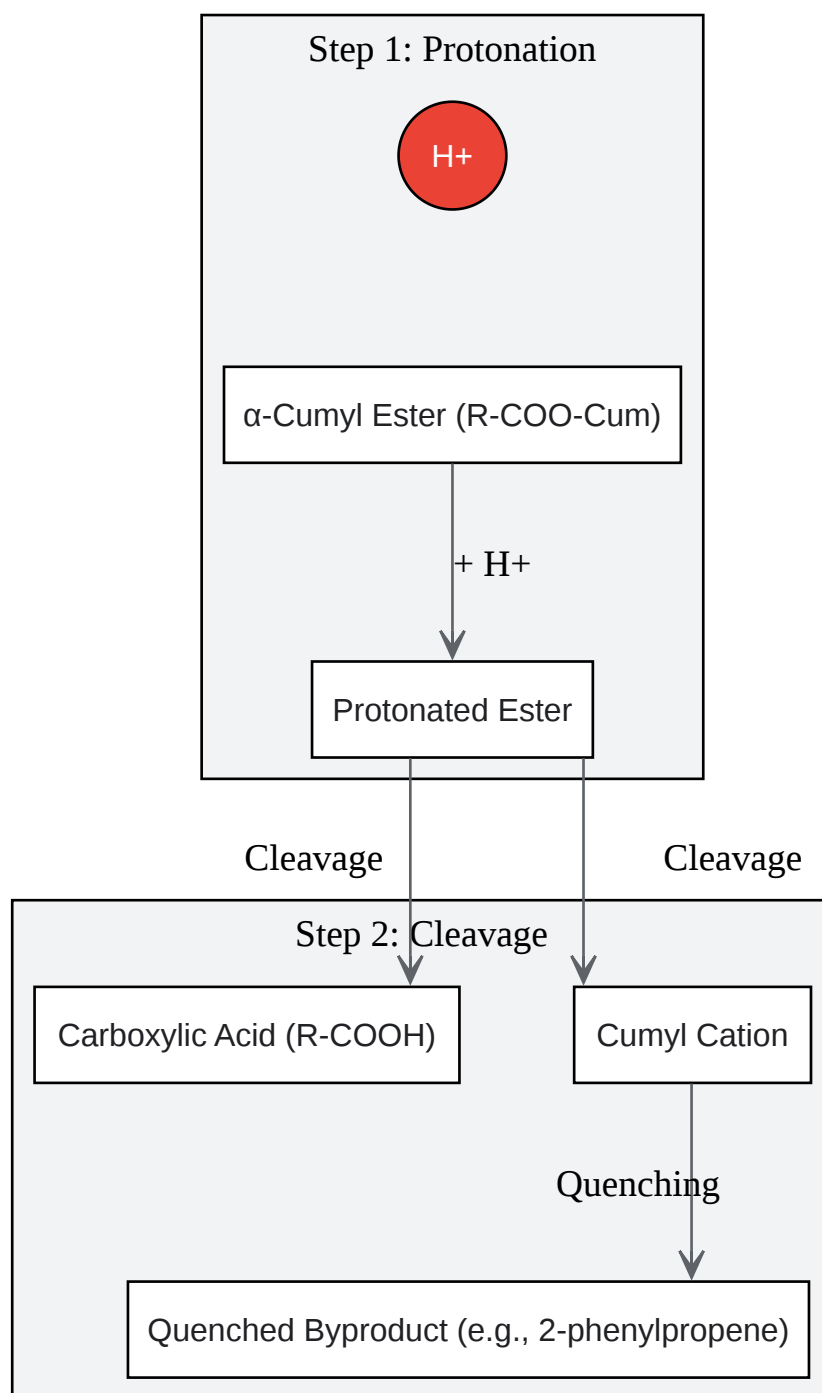 Step 1: Protonation
H+
α-Cumyl Ester (R-COO-Cum)
+ H+
Protonated Ester
Cleavage
Cleavage
Step 2: Cleavage
Carboxylic Acid (R-COOH)
Cumyl Cation
Quenching
Quenched Byproduct (e.g., 2-phenylpropene)